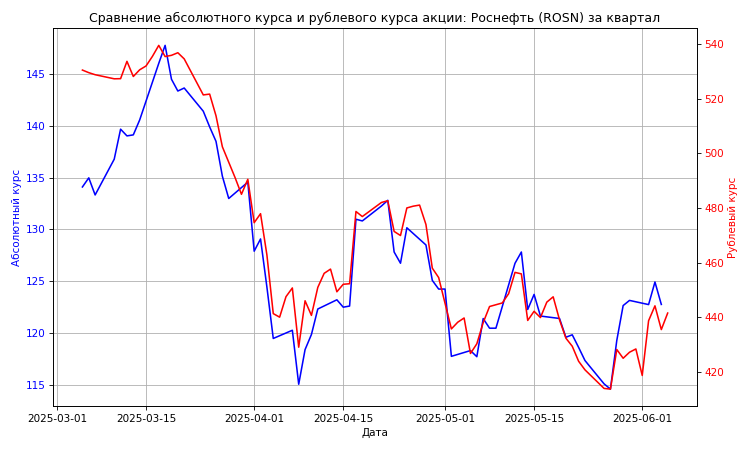 Сравнение абсолютного курса и рублевого курса акции: Роснефть (ROSN) за квартал
145
140
135
130
125
120
115
Абсолютный курс
540
520
500
480
460
440
420
Рублевый курс
2025-03-01 2025-03-15 2025-04-01 2025-04-15 2025-05-01 2025-05-15 2025-06-01
Дата